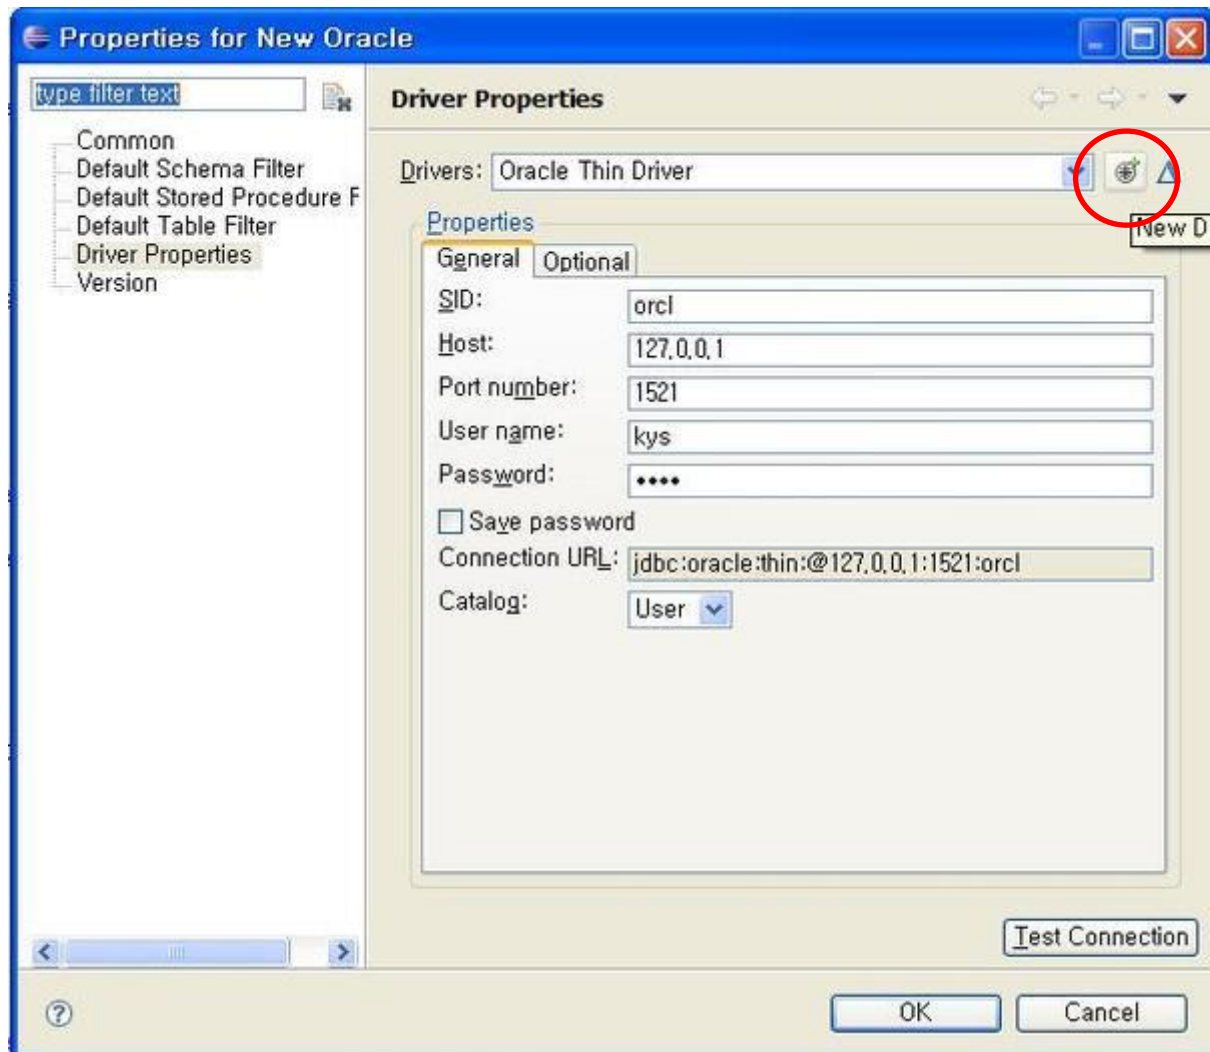 Properties for New Oracle
type filter text
Common
Default Schema Filter
Default Stored Procedure F
Default Table Filter
Driver Properties
Version
Driver Properties
Drivers: Oracle Thin Driver
New D
Properties
General Optional
SID: orcl
Host: 127.0.0.1
Port number: 1521
User name: kys
Password: ••••
Save password
Connection URL: jdbc:oracle:thin:@127.0.0.1:1521:orcl
Catalog: User
Test Connection
OK Cancel